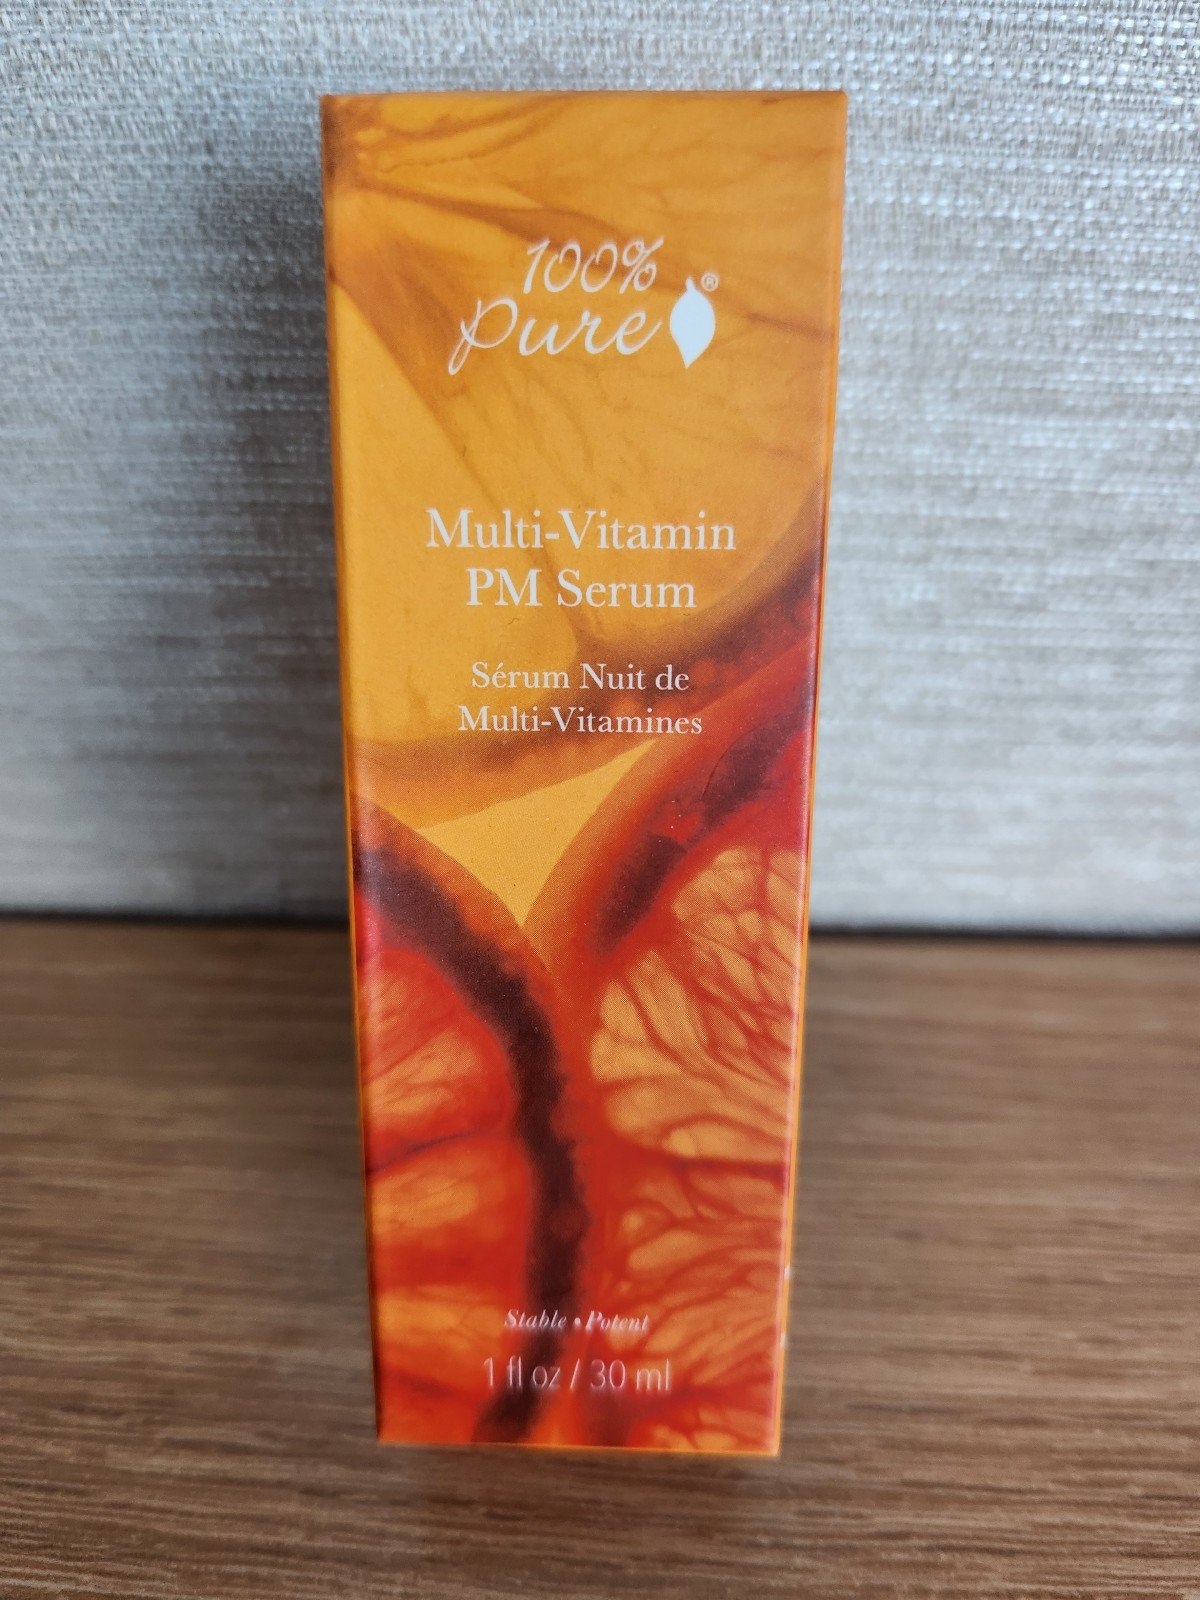 100%
Pure®
Multi-Vitamin
PM Serum
Sérum Nuit de
Multi-Vitamines
Stable • Potent
1 fl oz / 30 ml